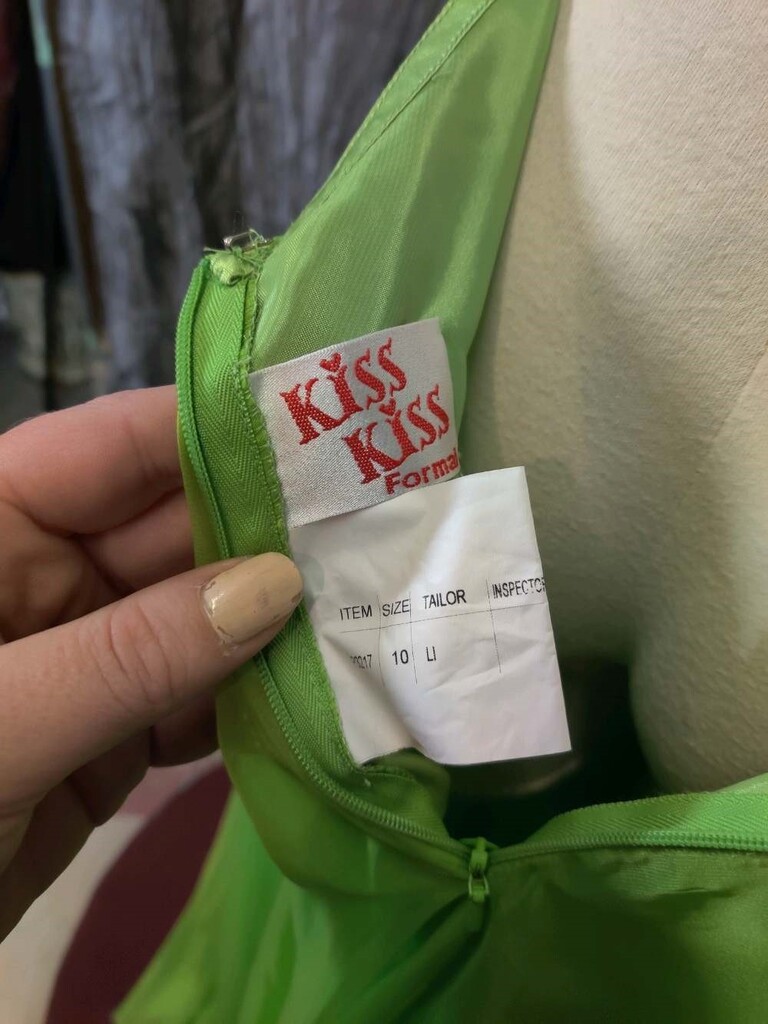 Kiss
Kiss
Formal
ITEM SIZE TAILOR INSPECTOR
10 LI